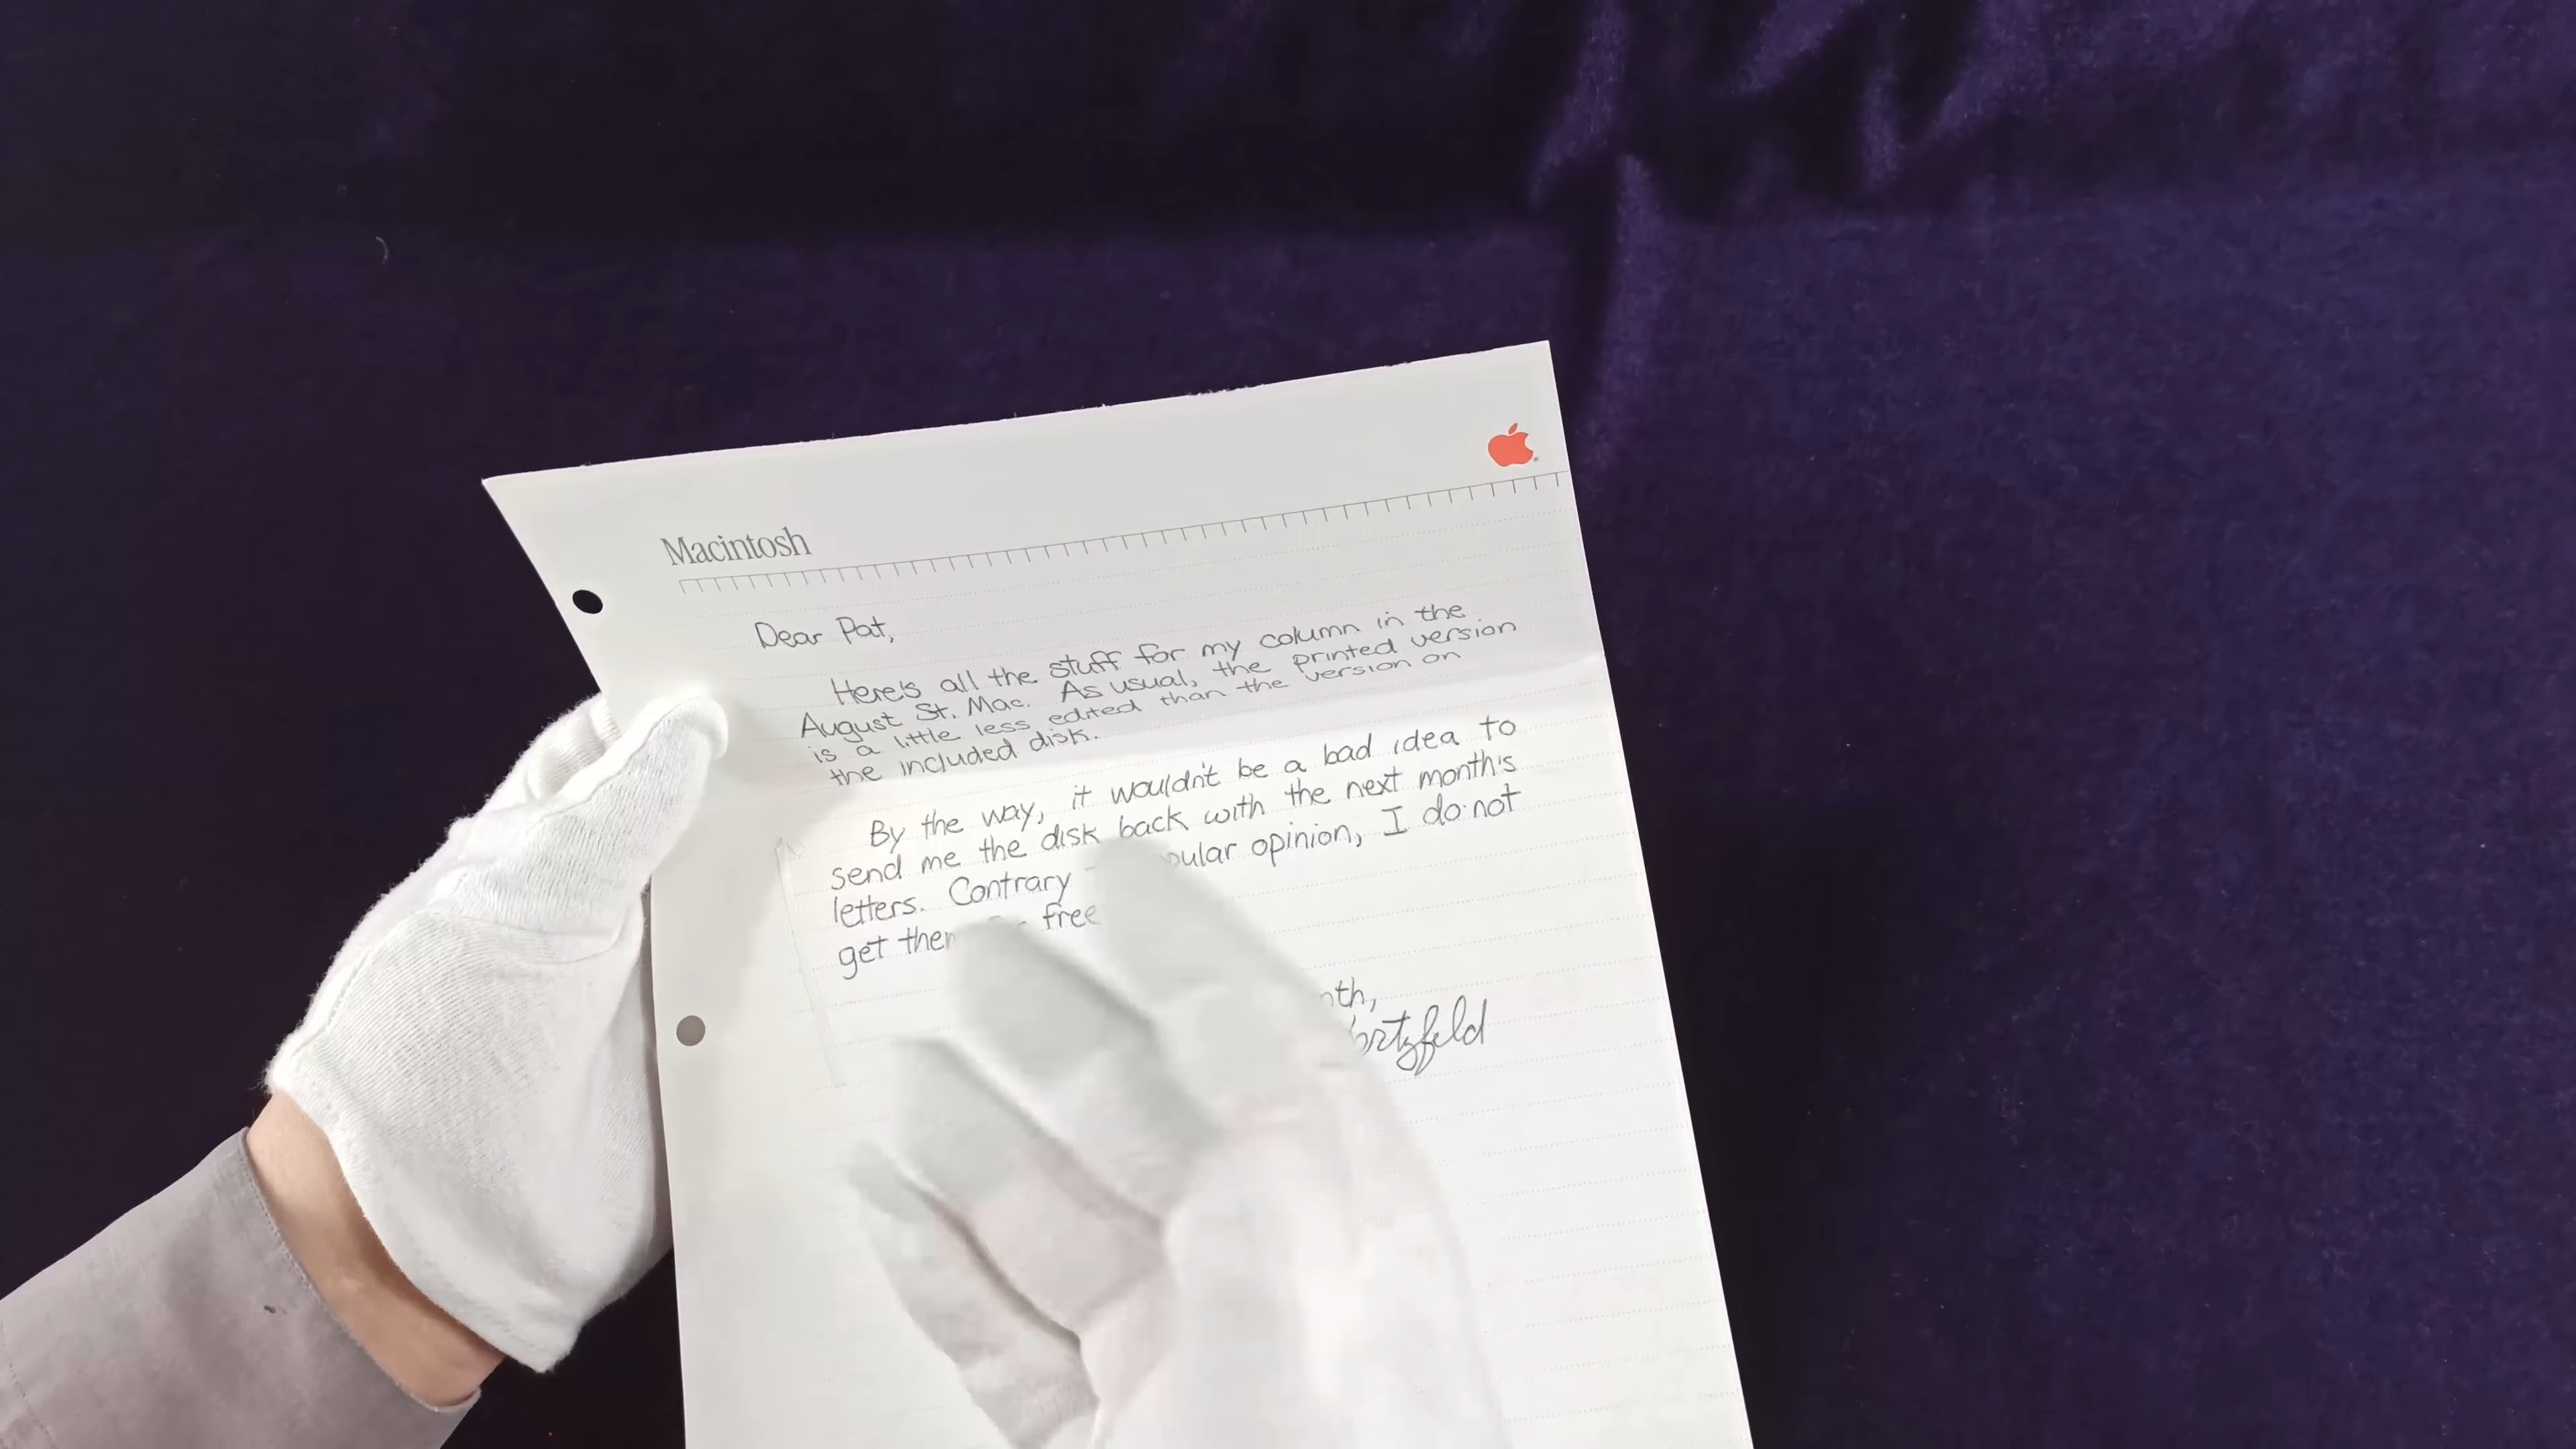 Macintosh
Dear Pat,
Here's all the stuff for my column in the
August St. Mac. As usual, the printed version
is a little less edited than the version on
the included disk.
By the way, it wouldn't be a bad idea to
send me the disk back with the next month's
letters. Contrary opinion, I do not
get free